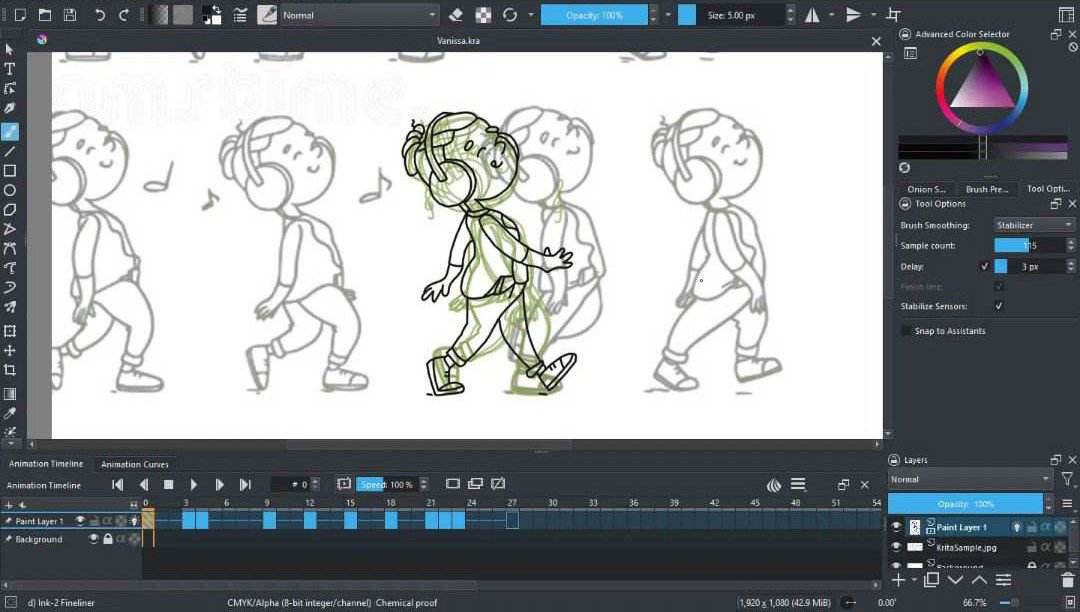 Normal
Opacity: 100%
Size: 5.00 px
Vanissa.kra
Advanced Color Selector
Onion S...
Brush Pre...
Tool Opti...
Tool Options
Brush Smoothing:
Stabilizer
Sample count:
115
Delay:
3 px
Finish line:
Stabilize Sensors:
Snap to Assistants
Animation Timeline
Animation Curves
Animation Timeline
# 0
Speed: 100 %
0 3 6 9 12 15 18 21 24 27 30 33 36 39 42 45 48 51 54
Paint Layer 1
Background
Layers
Normal
Opacity: 100%
Paint Layer 1
KritaSample.jpg
Background
d) Ink-2 Fineliner
CMYK/Alpha (8-bit integer/channel) Chemical proof
1,920 x 1,080 (42.9 MiB)
0.00°
66.7%